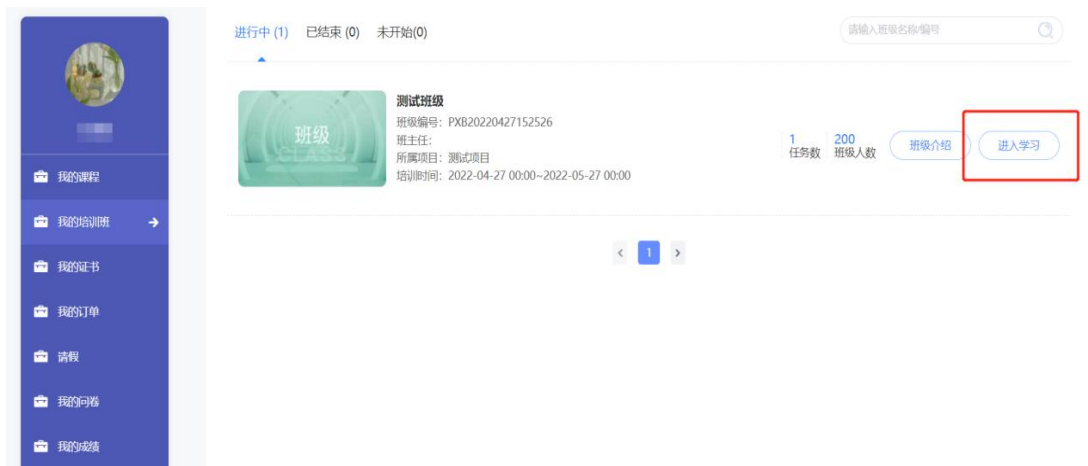 进行中 (1) 已结束 (0) 未开始(0)
请输入班级名称/编号
班级
CLASS
测试班级
班级编号：PXB20220427152526
班主任：
所属项目：测试项目
培训时间：2022-04-27 00:00~2022-05-27 00:00
1
任务数
200
班级人数
班级介绍
进入学习
我的课程
我的培训班
我的证书
我的订单
请假
我的问卷
我的成绩
< 1 >